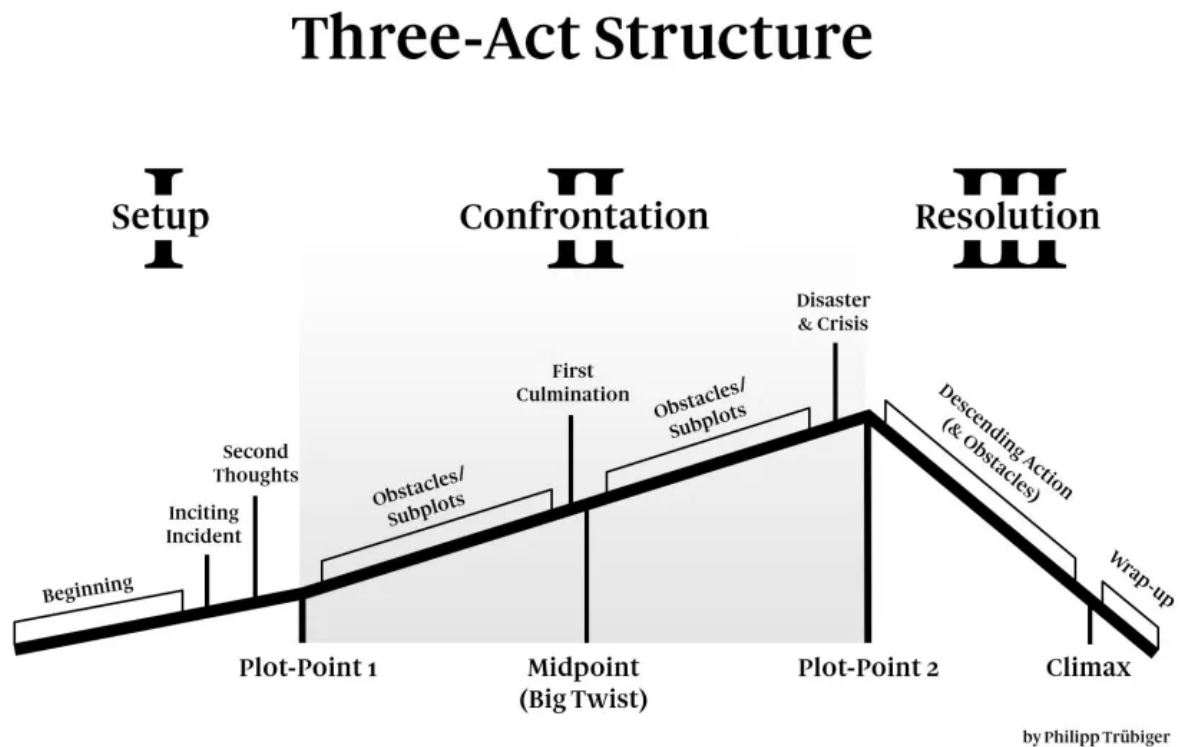 Three-Act Structure
I
Setup
II
Confrontation
III
Resolution
Beginning
Inciting
Incident
Second
Thoughts
Obstacles/
Subplots
First
Culmination
Obstacles/
Subplots
Disaster
& Crisis
Descending Action
(& Obstacles)
Wrap-up
Plot-Point 1
Midpoint
(Big Twist)
Plot-Point 2
Climax
by Philipp Trübiger